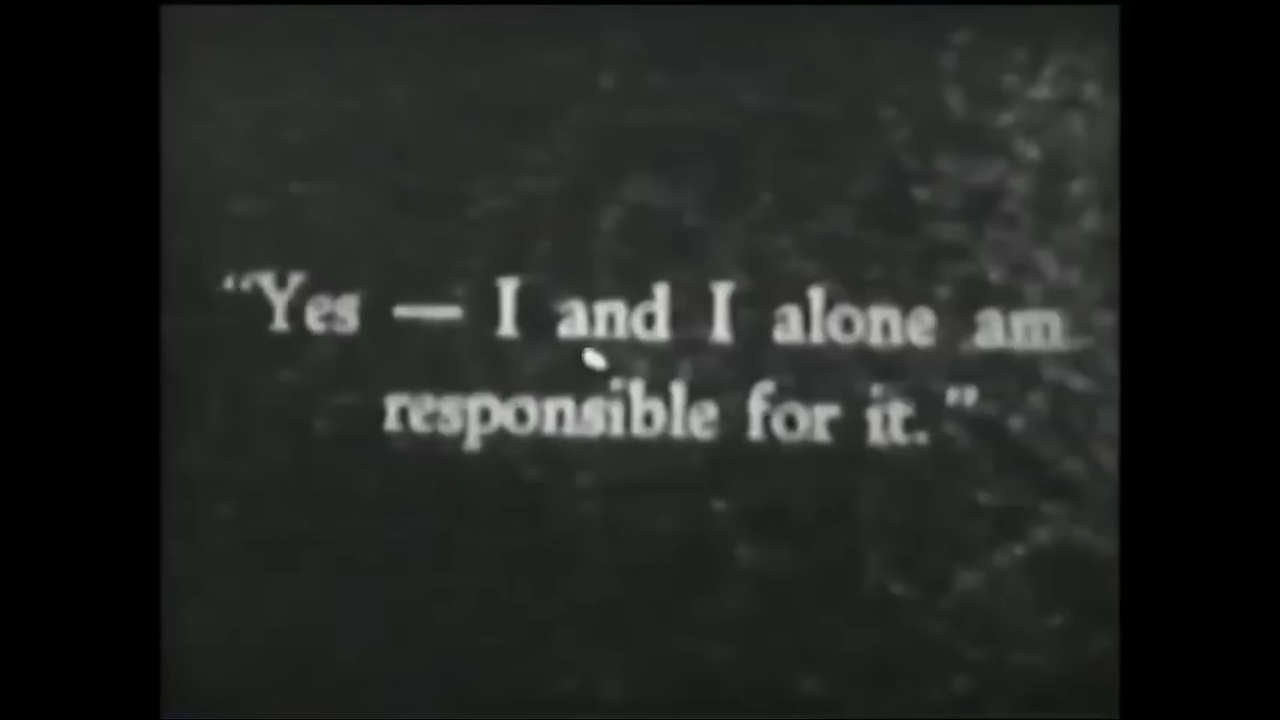 “Yes — I and I alone am
responsible for it.”